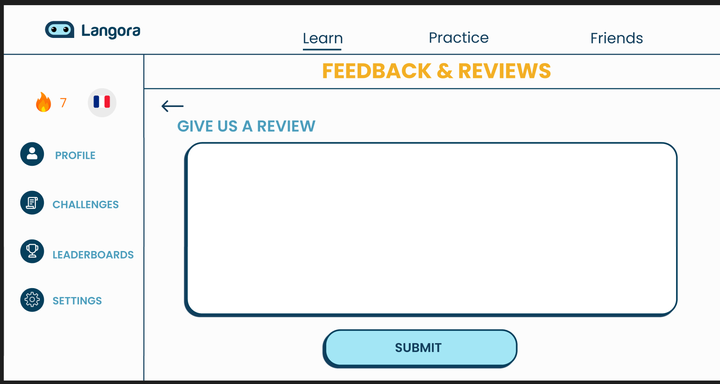 Langora
Learn
Practice
Friends
FEEDBACK & REVIEWS
7
GIVE US A REVIEW
PROFILE
CHALLENGES
LEADERBOARDS
SETTINGS
SUBMIT